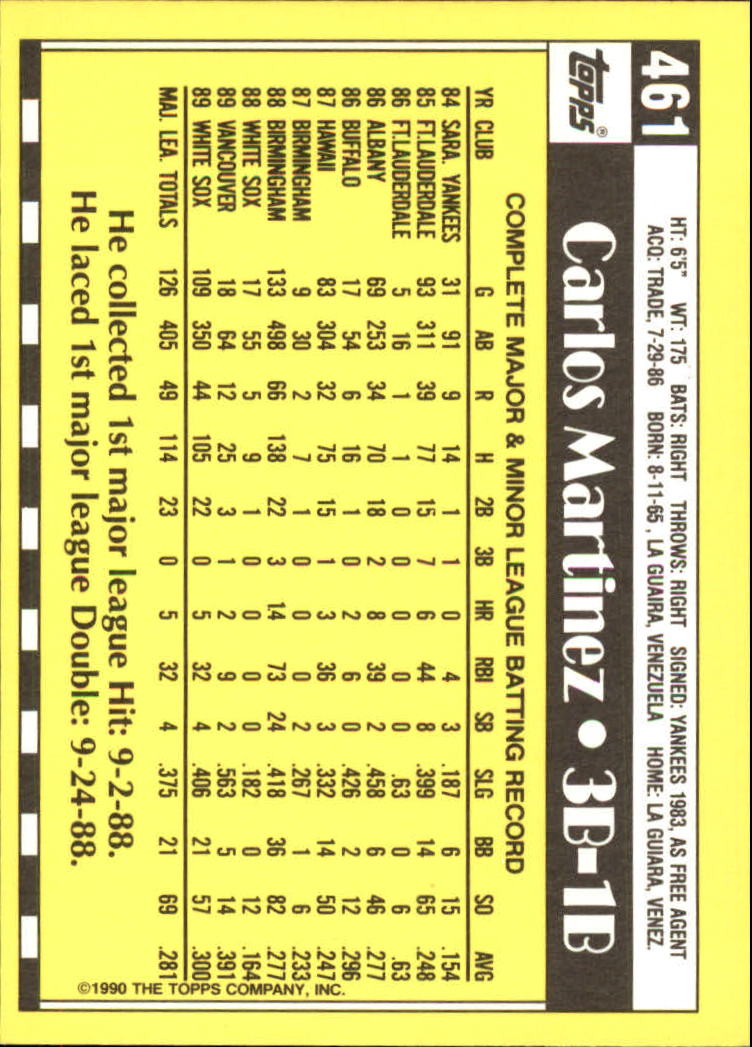 461
topps®
HT: 6'5" WT: 175 BATS: RIGHT THROWS: RIGHT SIGNED: YANKEES 1983, AS FREE AGENT
ACQ: TRADE, 7-29-86 BORN: 8-11-65 , LA GUAIRA, VENEZUELA HOME: LA GUIARA, VENEZ.
Carlos Martinez • 3B-1B
COMPLETE MAJOR & MINOR LEAGUE BATTING RECORD
YR CLUB G AB R H 2B 3B HR RBI SB SLG BB SO AVG
84 SARA. YANKEES 31 91 9 14 1 1 0 4 3 .187 6 15 .154
85 FT.LAUDERDALE 93 311 39 77 15 7 6 44 8 .399 14 65 .248
86 FT.LAUDERDALE 5 16 1 1 0 0 0 0 0 .63 0 6 .63
86 ALBANY 69 253 34 70 18 2 8 39 2 .458 6 46 .277
86 BUFFALO 17 54 6 16 1 0 2 6 0 .426 2 12 .296
87 HAWAII 83 304 32 75 15 1 3 36 3 .332 14 50 .247
87 BIRMINGHAM 9 30 2 7 1 0 0 0 2 .267 1 6 .233
88 BIRMINGHAM 133 498 66 138 22 3 14 73 24 .418 36 82 .277
88 WHITE SOX 17 55 5 9 1 0 0 0 0 .182 0 12 .164
89 VANCOUVER 18 64 12 25 3 1 2 9 2 .563 5 14 .391
89 WHITE SOX 109 350 44 105 22 0 5 32 4 .406 21 57 .300
MAJ. LEA. TOTALS 126 405 49 114 23 0 5 32 4 .375 21 69 .281
©1990 THE TOPPS COMPANY, INC.
He collected 1st major league Hit: 9-2-88.
He laced 1st major league Double: 9-24-88.